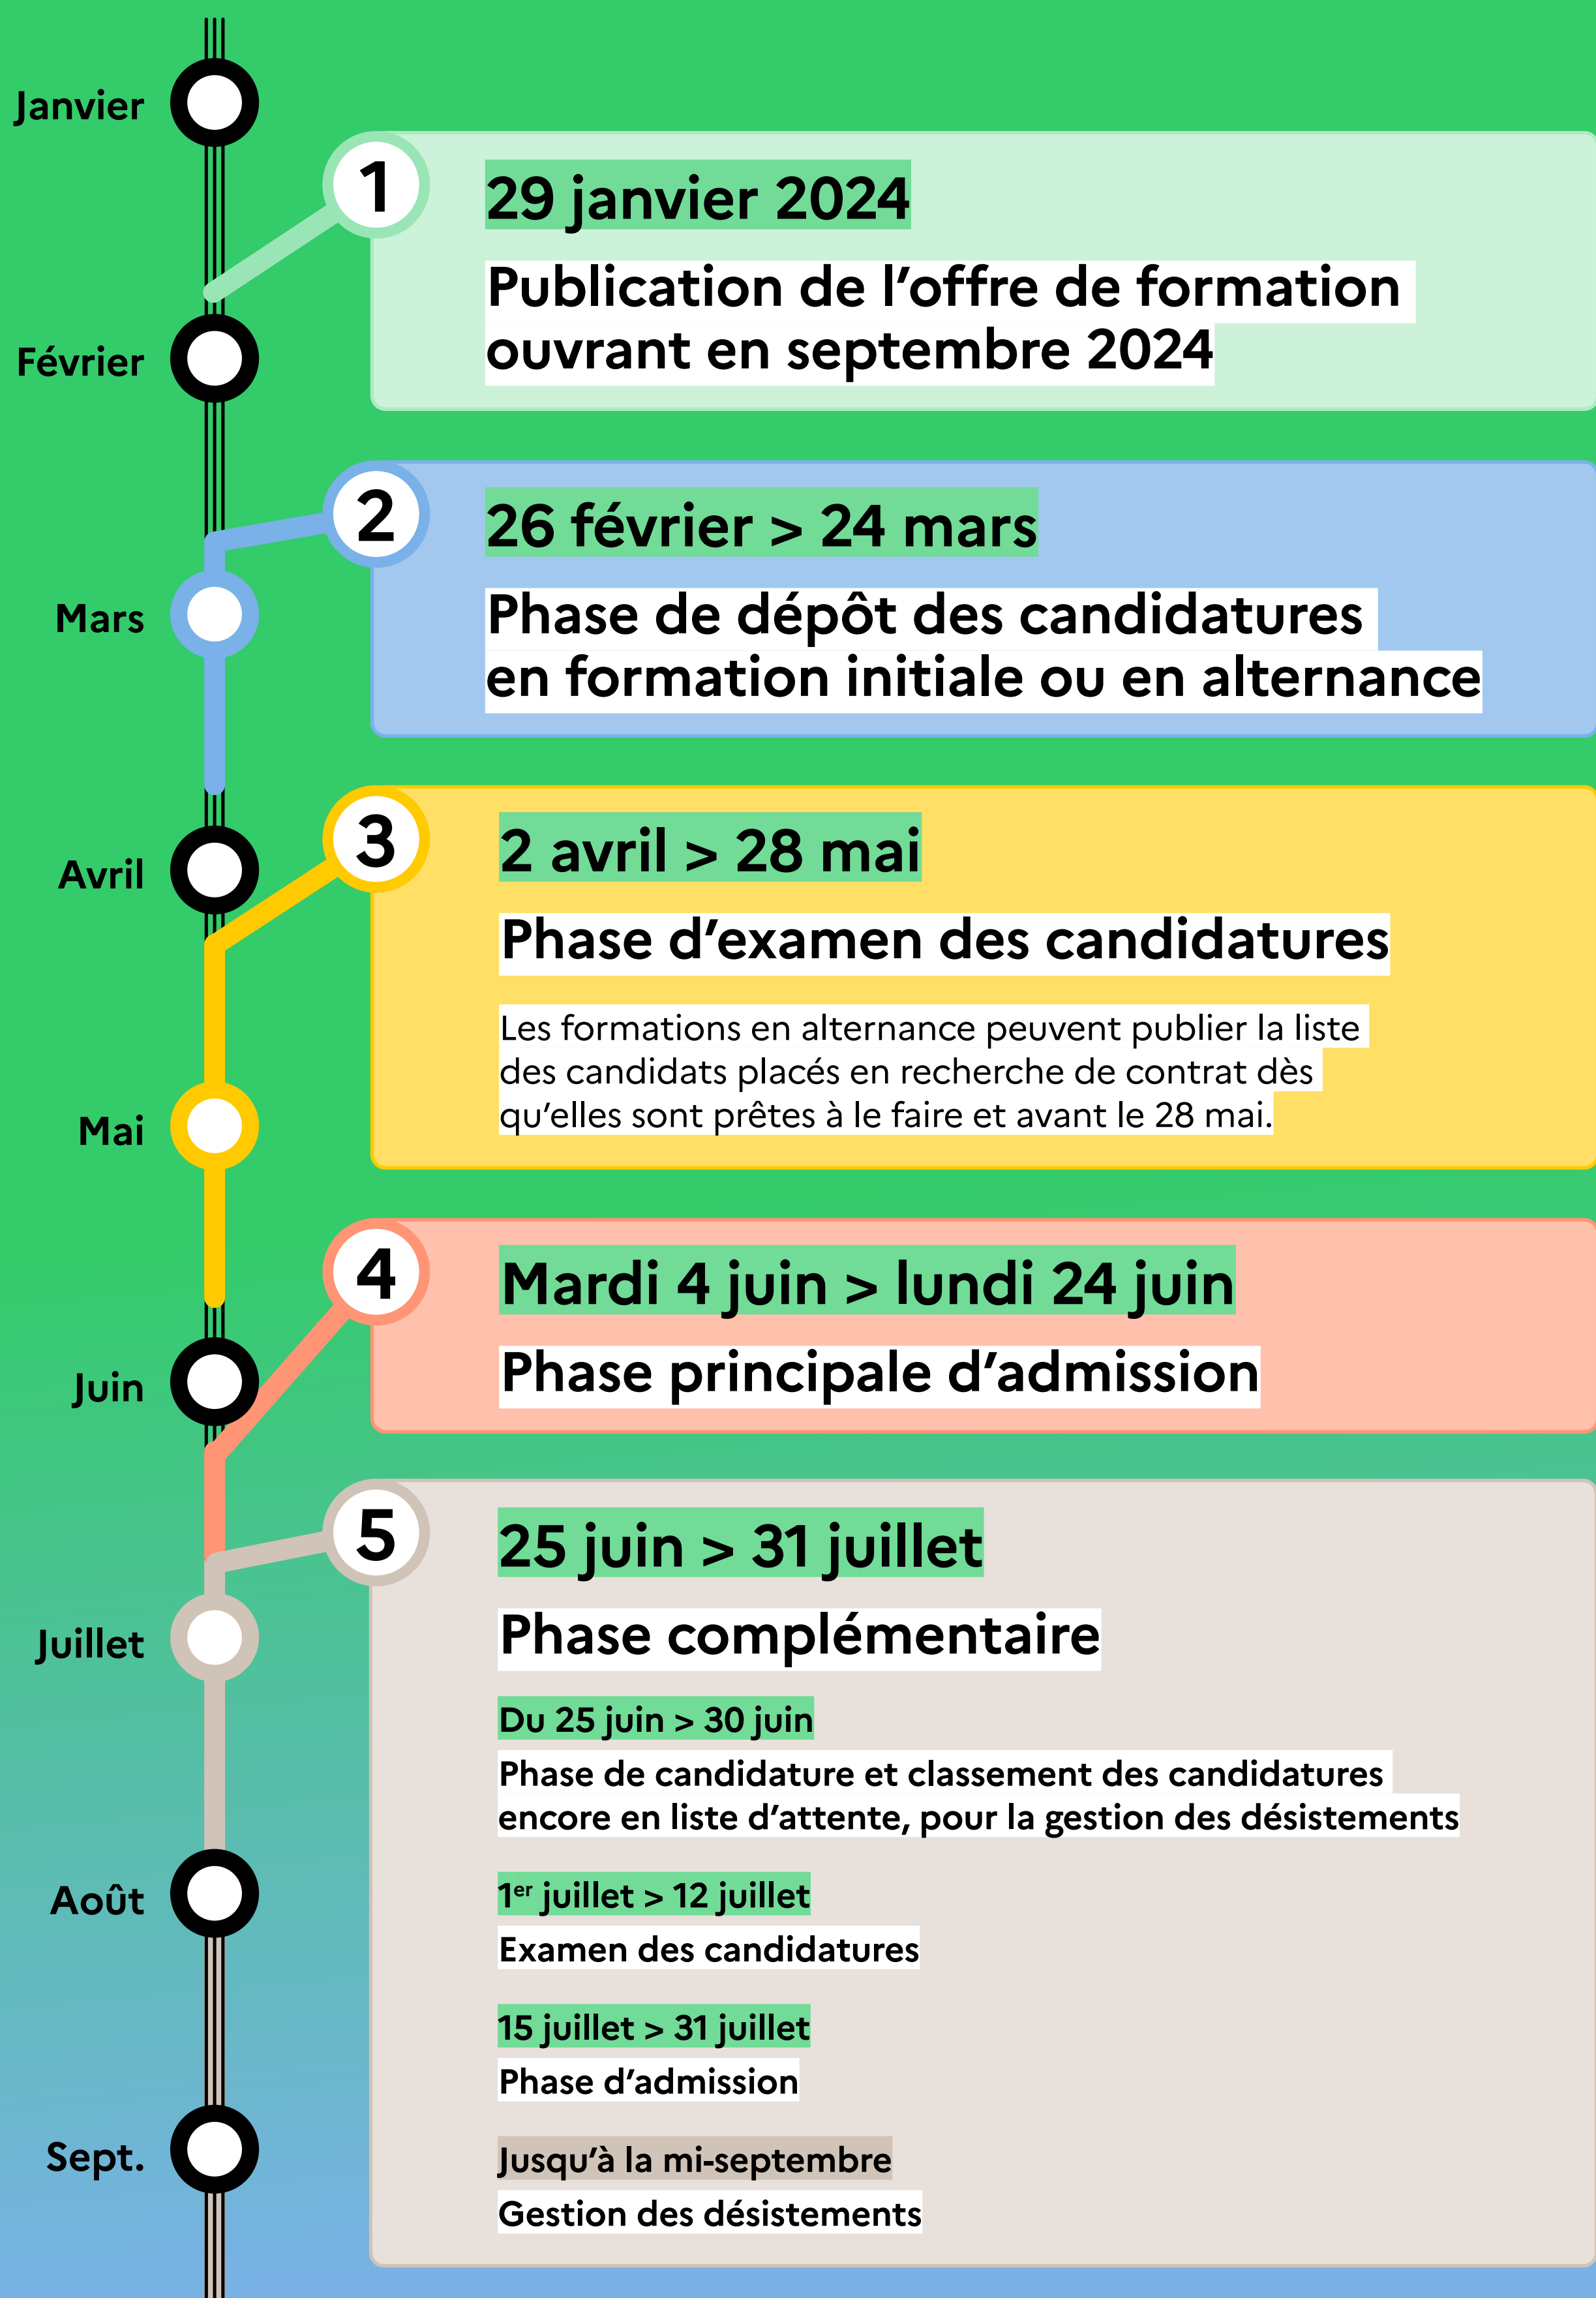 Janvier
1
29 janvier 2024
Publication de l’offre de formation
ouvrant en septembre 2024
Février
2
26 février > 24 mars
Phase de dépôt des candidatures
en formation initiale ou en alternance
Mars
3
2 avril > 28 mai
Phase d’examen des candidatures
Les formations en alternance peuvent publier la liste
des candidats placés en recherche de contrat dès
qu’elles sont prêtes à le faire et avant le 28 mai.
Avril
Mai
4
Mardi 4 juin > lundi 24 juin
Phase principale d’admission
Juin
5
25 juin > 31 juillet
Phase complémentaire
Juillet
Du 25 juin > 30 juin
Phase de candidature et classement des candidatures
encore en liste d’attente, pour la gestion des désistements
Août
1er juillet > 12 juillet
Examen des candidatures
15 juillet > 31 juillet
Phase d’admission
Sept.
Jusqu’à la mi-septembre
Gestion des désistements